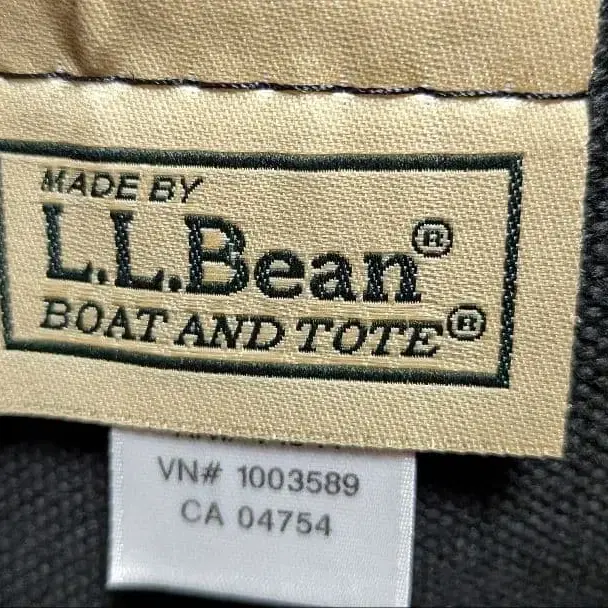 MADE BY
L.L.Bean®
BOAT AND TOTE®
VN# 1003589
CA 04754